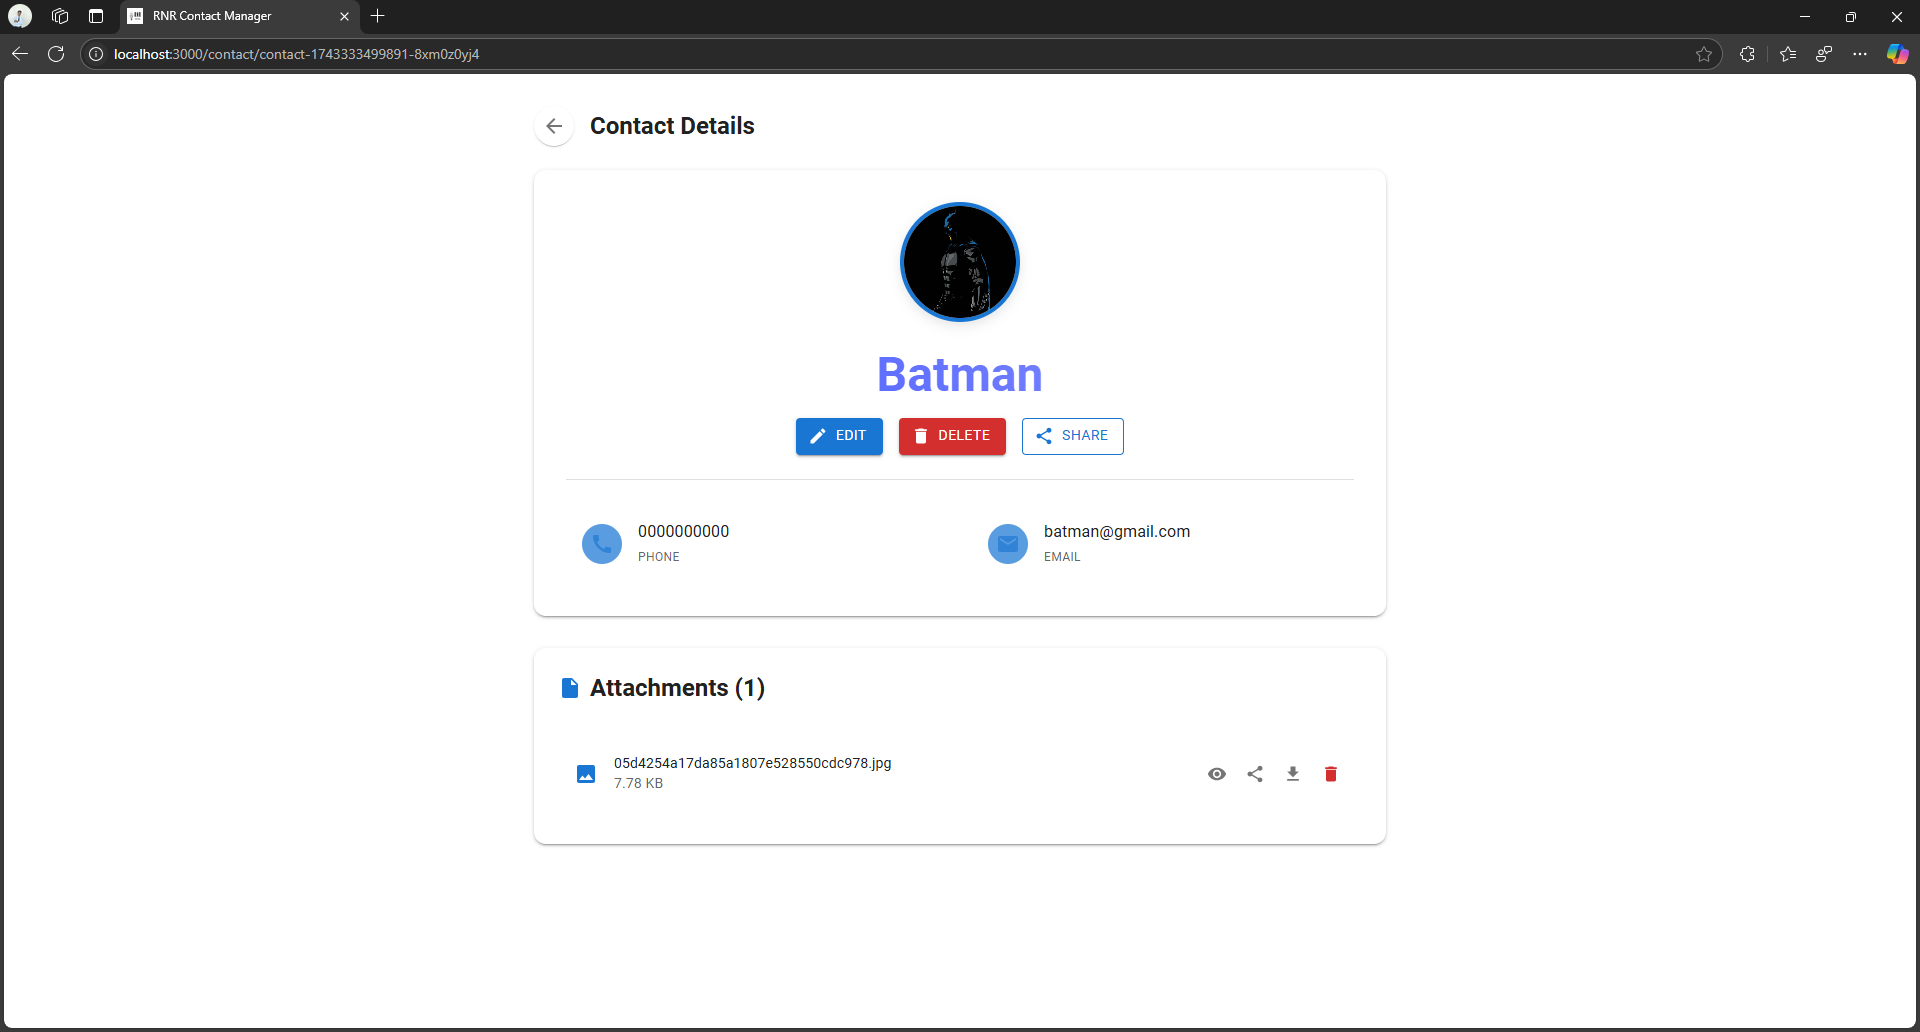 RNR Contact Manager
localhost:3000/contact/contact-1743333499891-8xm0z0yj4
Contact Details
Batman
EDIT DELETE SHARE
0000000000
PHONE
batman@gmail.com
EMAIL
Attachments (1)
05d4254a17da85a1807e528550cdc978.jpg
7.78 KB